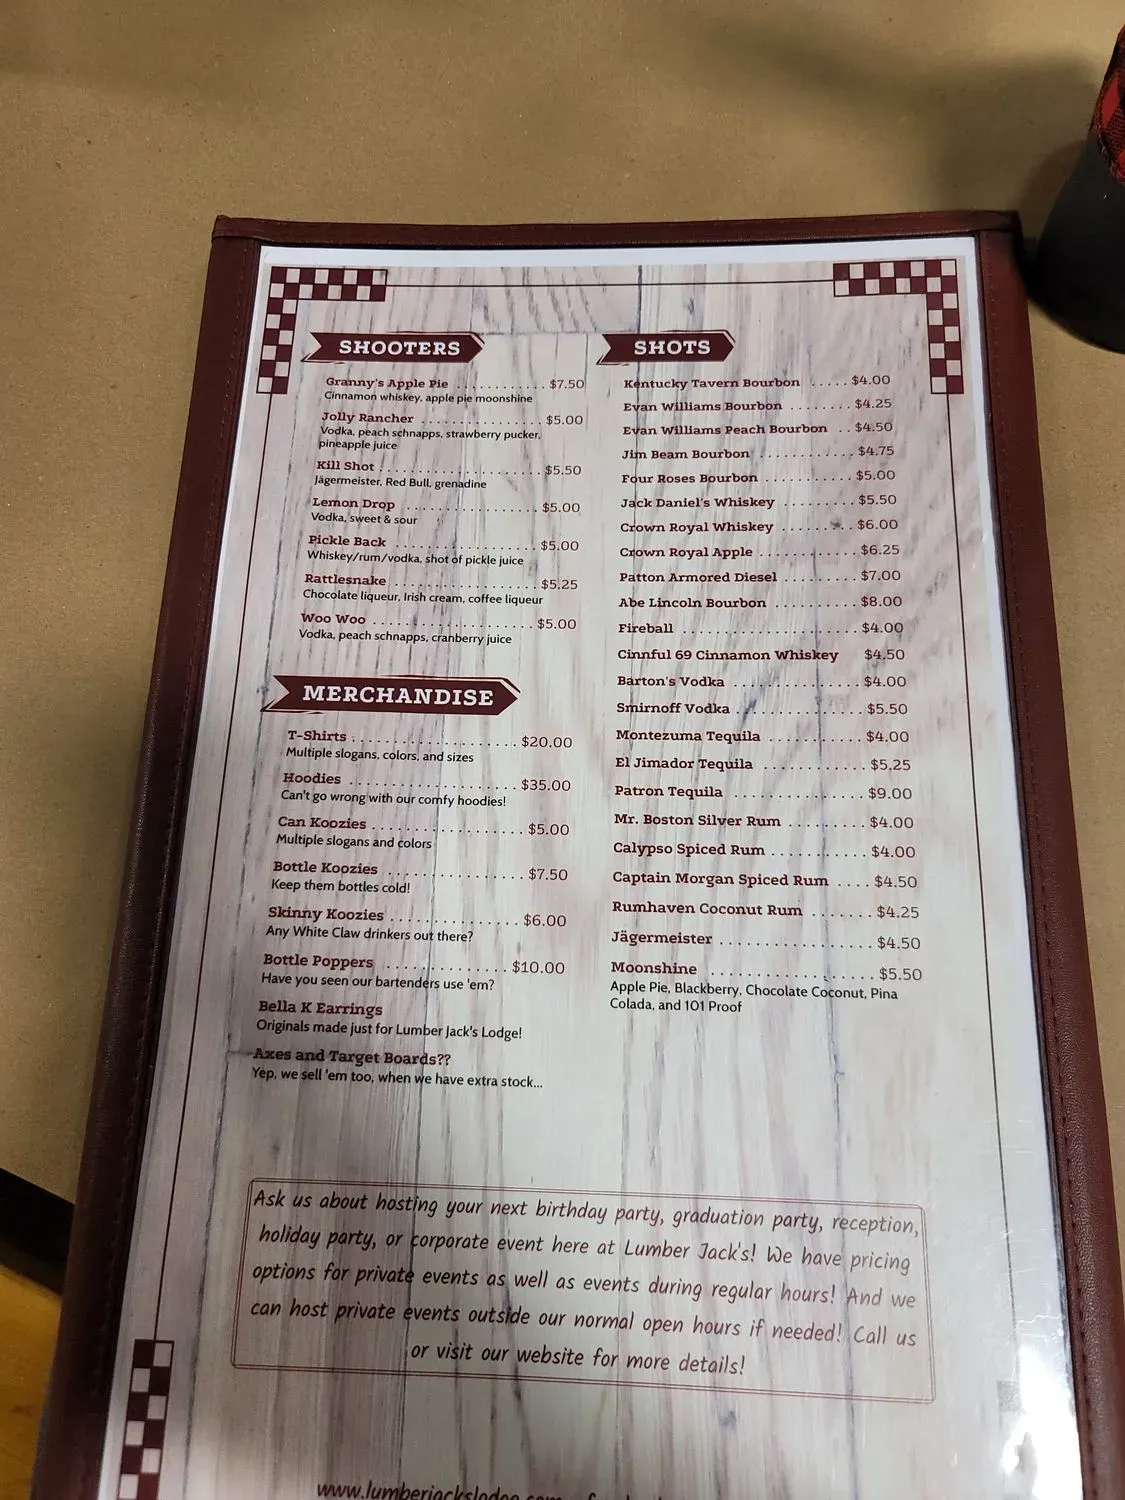 SHOOTERS
Granny's Apple Pie . . . . . . . . . . . . $7.50
Cinnamon whiskey, apple pie moonshine
Jolly Rancher . . . . . . . . . . . . . . . . . $5.00
Vodka, peach schnapps, strawberry pucker,
pineapple juice
Kill Shot . . . . . . . . . . . . . . . . . . . . . $5.50
Jägermeister, Red Bull, grenadine
Lemon Drop . . . . . . . . . . . . . . . . . $5.00
Vodka, sweet & sour
Pickle Back . . . . . . . . . . . . . . . . . . $5.00
Whiskey/rum/vodka, shot of pickle juice
Rattlesnake . . . . . . . . . . . . . . . . . . $5.25
Chocolate liqueur, Irish cream, coffee liqueur
Woo Woo . . . . . . . . . . . . . . . . . . . . $5.00
Vodka, peach schnapps, cranberry juice
MERCHANDISE
T-Shirts . . . . . . . . . . . . . . . . . . . . . $20.00
Multiple slogans, colors, and sizes
Hoodies . . . . . . . . . . . . . . . . . . . . . $35.00
Can't go wrong with our comfy hoodies!
Can Koozies . . . . . . . . . . . . . . . . . . $5.00
Multiple slogans and colors
Bottle Koozies . . . . . . . . . . . . . . . . . $7.50
Keep them bottles cold!
Skinny Koozies . . . . . . . . . . . . . . . . $6.00
Any White Claw drinkers out there?
Bottle Poppers . . . . . . . . . . . . . . . $10.00
Have you seen our bartenders use 'em?
Bella K Earrings
Originals made just for Lumber Jack's Lodge!
Axes and Target Boards??
Yep, we sell 'em too, when we have extra stock...
SHOTS
Kentucky Tavern Bourbon . . . . . $4.00
Evan Williams Bourbon . . . . . . . . $4.25
Evan Williams Peach Bourbon . . $4.50
Jim Beam Bourbon . . . . . . . . . . . . $4.75
Four Roses Bourbon . . . . . . . . . . . $5.00
Jack Daniel's Whiskey . . . . . . . . . $5.50
Crown Royal Whiskey . . . . . . . . . $6.00
Crown Royal Apple . . . . . . . . . . . . $6.25
Patton Armored Diesel . . . . . . . . . $7.00
Abe Lincoln Bourbon . . . . . . . . . . $8.00
Fireball . . . . . . . . . . . . . . . . . . . . . $4.00
Cinnful 69 Cinnamon Whiskey $4.50
Barton's Vodka . . . . . . . . . . . . . . . $4.00
Smirnoff Vodka . . . . . . . . . . . . . . . $5.50
Montezuma Tequila . . . . . . . . . . . $4.00
El Jimador Tequila . . . . . . . . . . . . $5.25
Patron Tequila . . . . . . . . . . . . . . . $9.00
Mr. Boston Silver Rum . . . . . . . . . $4.00
Calypso Spiced Rum . . . . . . . . . . . $4.00
Captain Morgan Spiced Rum . . . . $4.50
Rumhaven Coconut Rum . . . . . . . $4.25
Jägermeister . . . . . . . . . . . . . . . . . $4.50
Moonshine . . . . . . . . . . . . . . . . . . $5.50
Apple Pie, Blackberry, Chocolate Coconut, Pina
Colada, and 101 Proof
Ask us about hosting your next birthday party, graduation party, reception,
holiday party, or corporate event here at Lumber Jack's! We have pricing
options for private events as well as events during regular hours! And we
can host private events outside our normal open hours if needed! Call us
or visit our website for more details!
www.lumberjackslodge.com